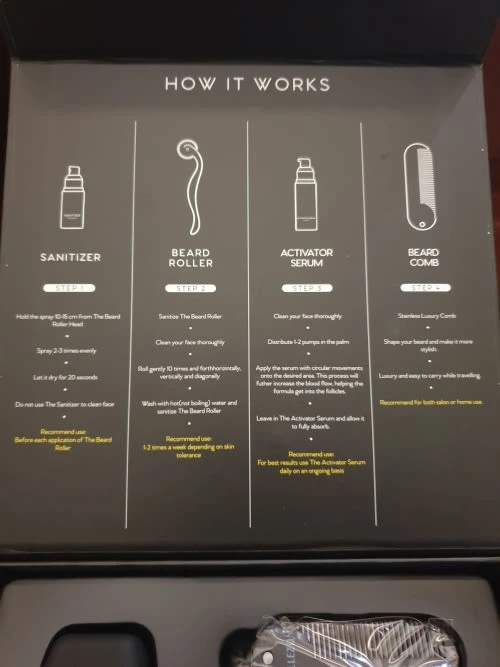 HOW IT WORKS
SANITIZER
STEP 1
Hold the spray 10-15 cm from The Beard
Roller Head
Spray 2-3 times evenly
Let it dry for 20 seconds
Do not use The Sanitizer to clean face
Recommend use:
Before each application of The Beard
Roller
BEARD
ROLLER
STEP 2
Sanitize The Beard Roller
Clean your face thoroughly
Roll gently 10 times and forthhorizontally,
vertically and diagonally
Wash with hot(not boiling) water and
sanitize The Beard Roller
Recommend use:
1-2 times a week depending on skin
tolerance
ACTIVATOR
SERUM
STEP 3
Clean your face thoroughly
Distribute 1-2 pumps in the palm
Apply the serum with circular movements
onto the desired area. This process will
futher increase the blood flow, helping the
formula get into the follicles.
Leave in The Activator Serum and allow it
to fully absorb.
Recommend use:
For best results use The Activator Serum
daily on an ongoing basis
BEARD
COMB
STEP 4
Stainless Luxury Comb
Shape your beard and make it more
stylish.
Luxury and easy to carry while travelling.
Recommend for both salon or home use.